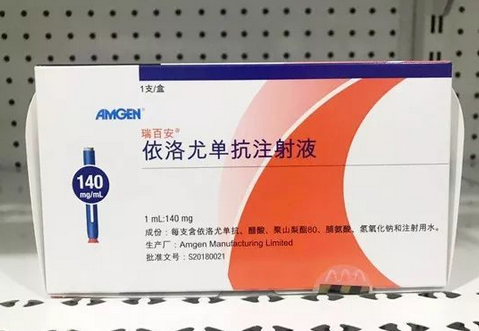 1支/盒
AMGEN®
瑞百安®
依洛尤单抗注射液
140
mg/mL
1 mL:140 mg
成份：每支含依洛尤单抗、醋酸、聚山梨酯80、脯氨酸、氢氧化钠和注射用水。
生产厂：Amgen Manufacturing Limited
批准文号：S20180021